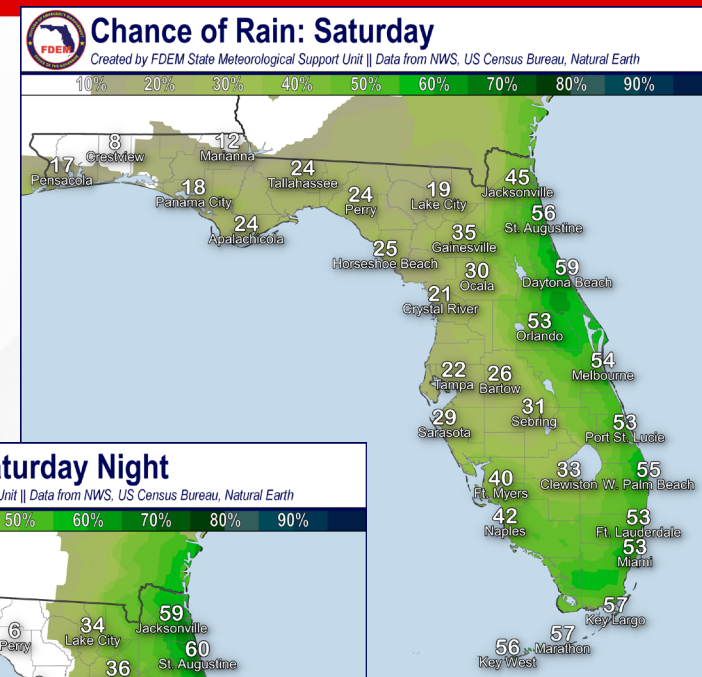 Chance of Rain: Saturday
FDEM
Created by FDEM State Meteorological Support Unit || Data from NWS, US Census Bureau, Natural Earth
10% 20% 30% 40% 50% 60% 70% 80% 90%
8
Crestview
12
Marianna
17
Pensacola
18
Panama City
24
Tallahassee
24
Apalachicola
24
Perry
19
Lake City
45
Jacksonville
56
St. Augustine
35
Gainesville
25
Horseshoe Beach
30
Ocala
59
Daytona Beach
21
Crystal River
53
Orlando
54
Melbourne
22
Tampa
26
Bartow
31
Sebring
29
Sarasota
53
Port St. Lucie
40
Ft. Myers
33
Clewiston
55
W. Palm Beach
42
Naples
53
Ft. Lauderdale
53
Miami
57
Key Largo
57
Marathon
56
Key West
aturday Night
Unit || Data from NWS, US Census Bureau, Natural Earth
50% 60% 70% 80% 90%
59
Jacksonville
34
Lake City
6
Perry
60
St. Augustine
36